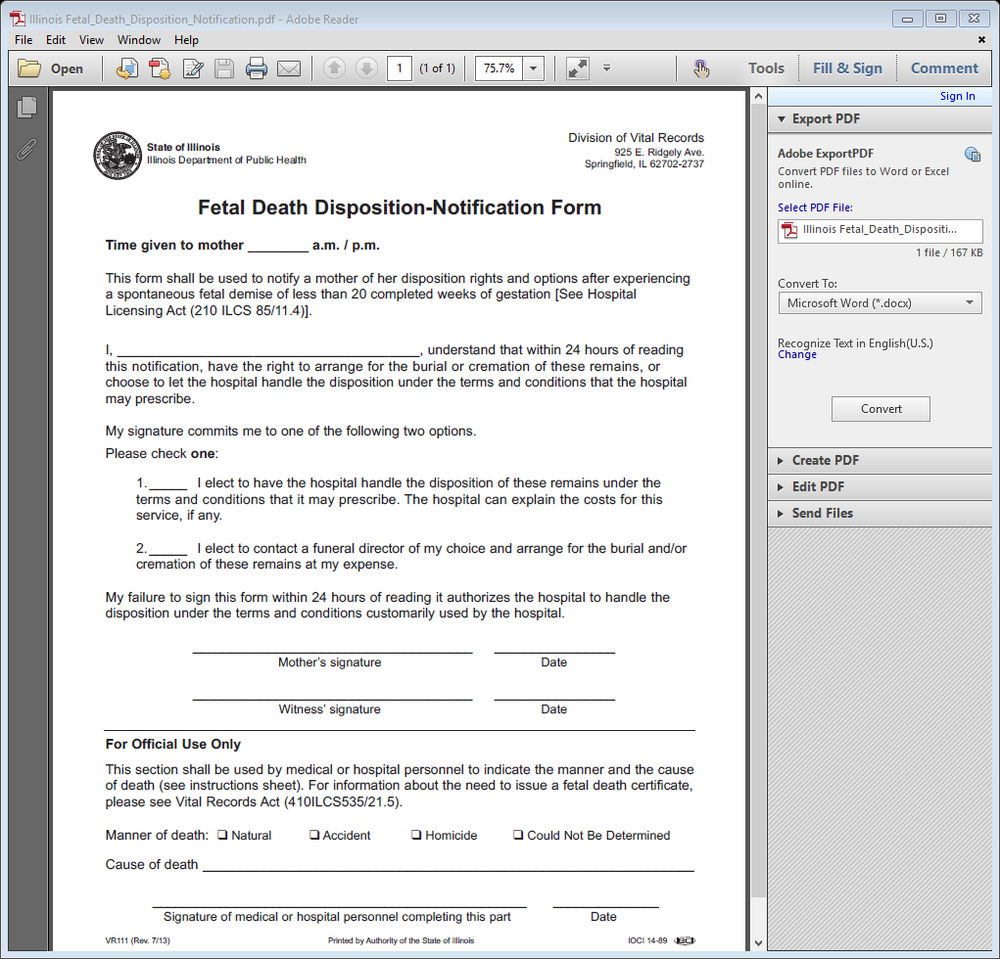 Illinois Fetal_Death_Disposition_Notification.pdf - Adobe Reader
File Edit View Window Help
Open 1 (1 of 1) 75.7% Tools Fill & Sign Comment
Sign In
State of Illinois
Illinois Department of Public Health
Division of Vital Records
925 E. Ridgely Ave.
Springfield, IL 62702-2737
Fetal Death Disposition-Notification Form
Time given to mother ________ a.m. / p.m.
This form shall be used to notify a mother of her disposition rights and options after experiencing
a spontaneous fetal demise of less than 20 completed weeks of gestation [See Hospital
Licensing Act (210 ILCS 85/11.4)].
I, ________________________________________, understand that within 24 hours of reading
this notification, have the right to arrange for the burial or cremation of these remains, or
choose to let the hospital handle the disposition under the terms and conditions that the hospital
may prescribe.
My signature commits me to one of the following two options.
Please check one:
1._____ I elect to have the hospital handle the disposition of these remains under the
terms and conditions that it may prescribe. The hospital can explain the costs for this
service, if any.
2._____ I elect to contact a funeral director of my choice and arrange for the burial and/or
cremation of these remains at my expense.
My failure to sign this form within 24 hours of reading it authorizes the hospital to handle the
disposition under the terms and conditions customarily used by the hospital.
Mother's signature Date
Witness' signature Date
For Official Use Only
This section shall be used by medical or hospital personnel to indicate the manner and the cause
of death (see instructions sheet). For information about the need to issue a fetal death certificate,
please see Vital Records Act (410ILCS535/21.5).
Manner of death: ❏ Natural ❏ Accident ❏ Homicide ❏ Could Not Be Determined
Cause of death ________________________________________
Signature of medical or hospital personnel completing this part Date
VR111 (Rev. 7/13) Printed by Authority of the State of Illinois IOCI 14-89
Export PDF
Adobe ExportPDF
Convert PDF files to Word or Excel
online.
Select PDF File:
Illinois Fetal_Death_Dispositi...
1 file / 167 KB
Convert To:
Microsoft Word (*.docx)
Recognize Text in English(U.S.)
Change
Convert
Create PDF
Edit PDF
Send Files